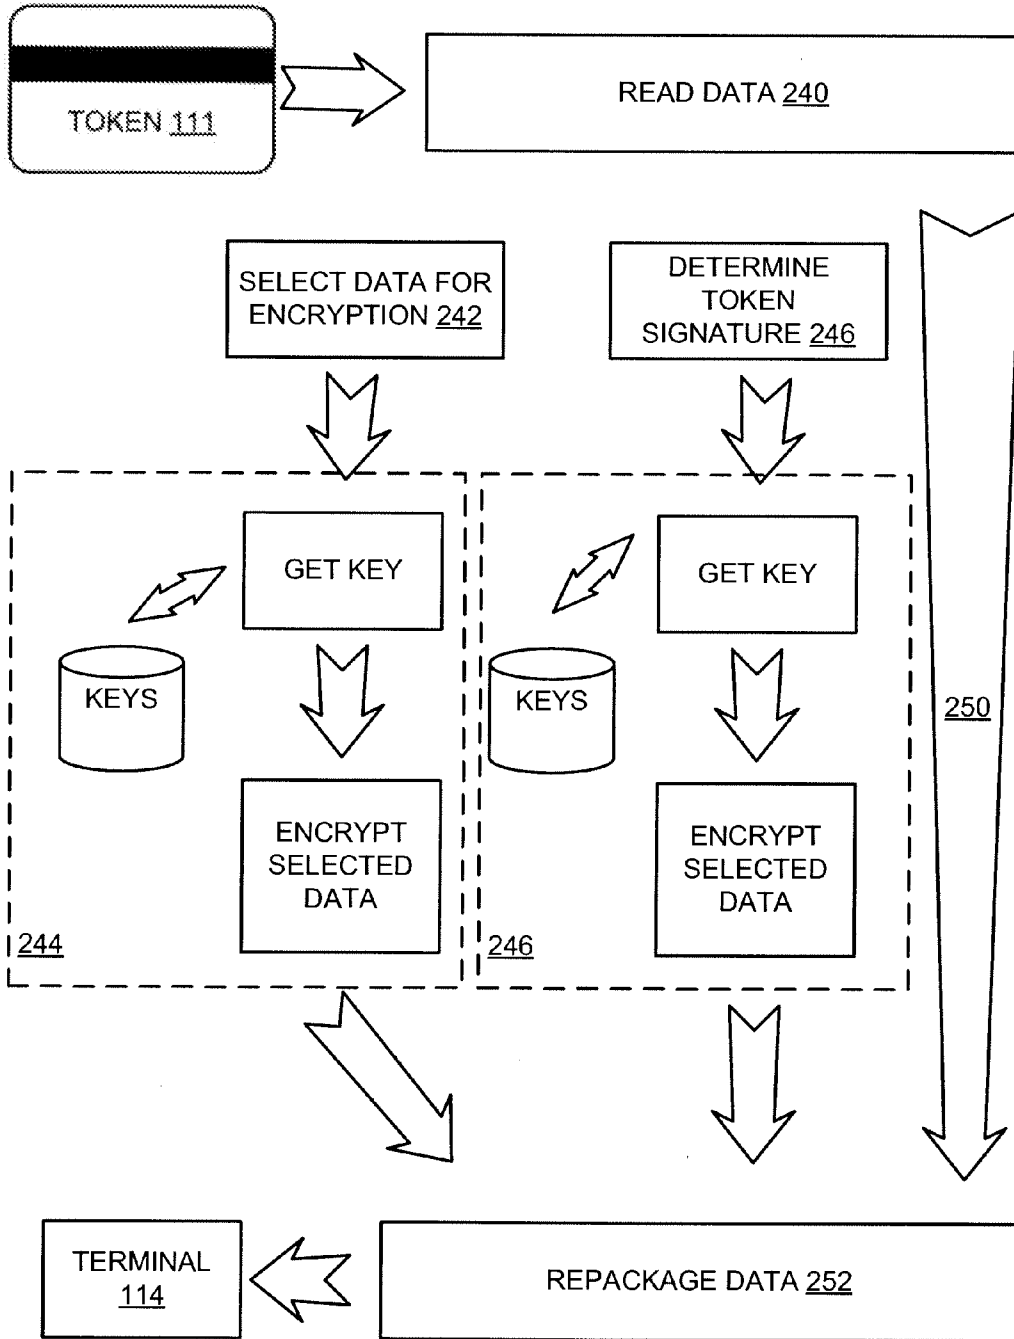 TOKEN 111
READ DATA 240
SELECT DATA FOR
ENCRYPTION 242
DETERMINE
TOKEN
SIGNATURE 246
GET KEY
GET KEY
KEYS
KEYS
250
ENCRYPT
SELECTED
DATA
ENCRYPT
SELECTED
DATA
244
246
TERMINAL
114
REPACKAGE DATA 252